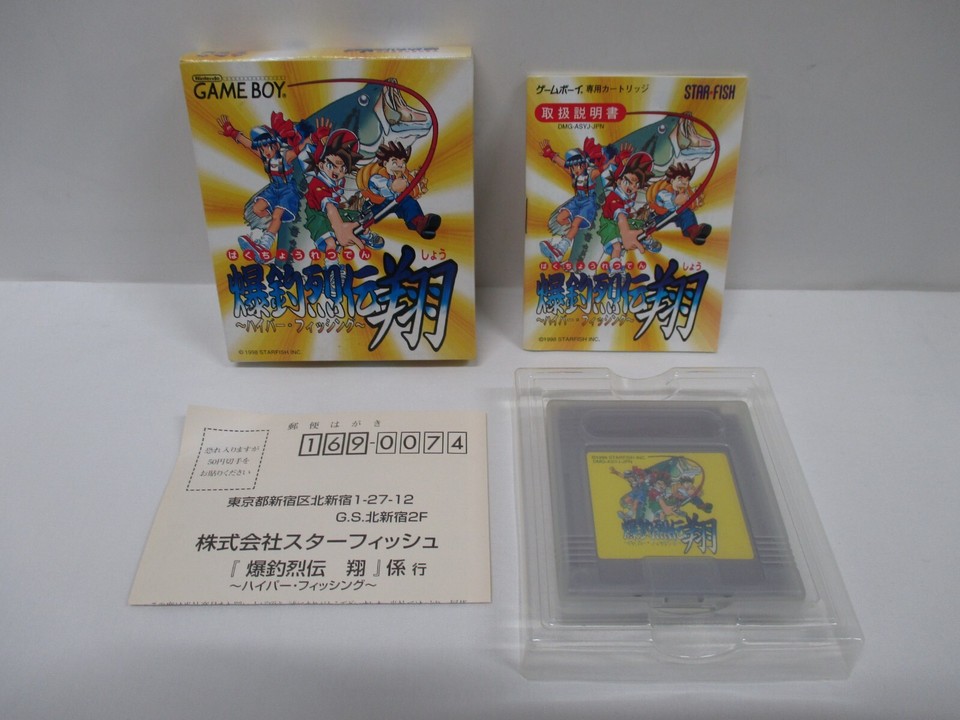 Nintendo
GAME BOY
ばくちょうれつでん しょう
爆釣烈伝 翔
～ハイパー・フィッシング～
© 1998 STARFISH INC.
ゲームボーイ専用カートリッジ
STAR-FISH
取扱説明書
DMG-ASYJ-JPN
ばくちょうれつでん しょう
爆釣烈伝 翔
～ハイパー・フィッシング～
©1998 STARFISH INC.
郵便はがき
169-0074
恐れ入りますが
50円切手を
お貼りください
東京都新宿区北新宿1-27-12
G.S.北新宿2F
株式会社スターフィッシュ
『爆釣烈伝 翔』係 行
～ハイパー・フィッシング～
DMG-ASYJ-JPN
爆釣烈伝 翔